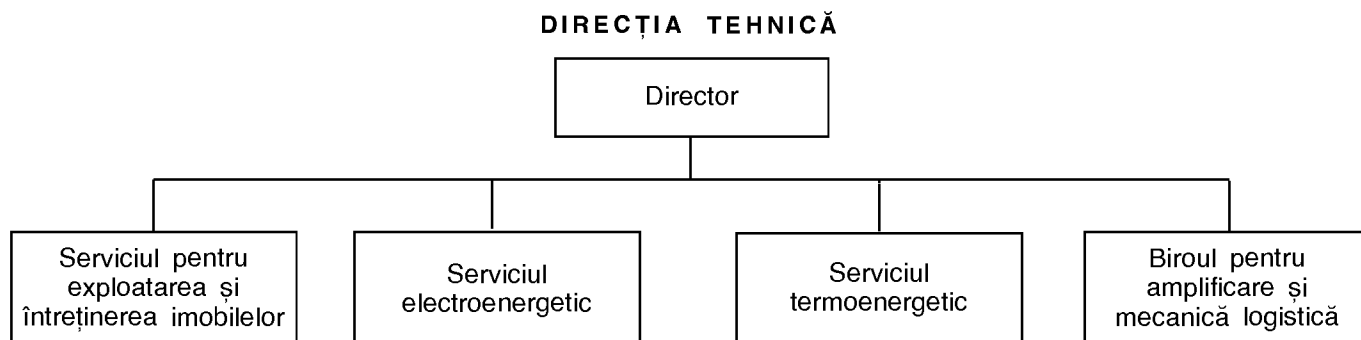 DIRECȚIA TEHNICĂ
Director
Serviciul pentru
exploatarea și
întreținerea imobilelor
Serviciul
electroenergetic
Serviciul
termoenergetic
Biroul pentru
amplificare și
mecanică logistică